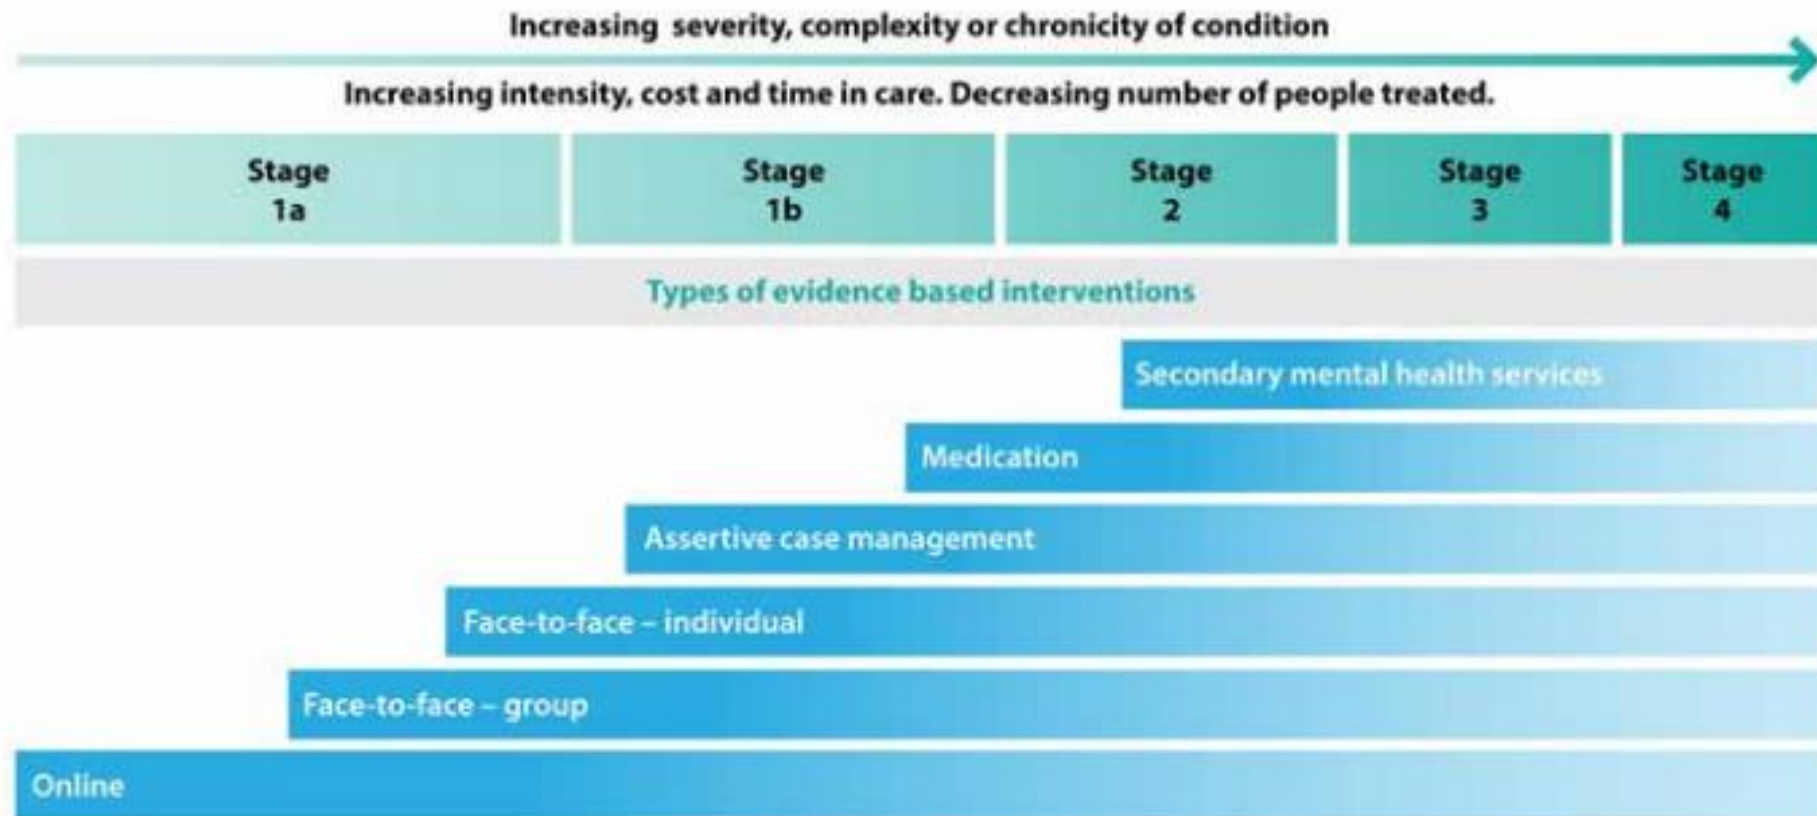 Increasing severity, complexity or chronicity of condition
Increasing intensity, cost and time in care. Decreasing number of people treated.
Stage
1a
Stage
1b
Stage
2
Stage
3
Stage
4
Types of evidence based interventions
Secondary mental health services
Medication
Assertive case management
Face-to-face – individual
Face-to-face – group
Online